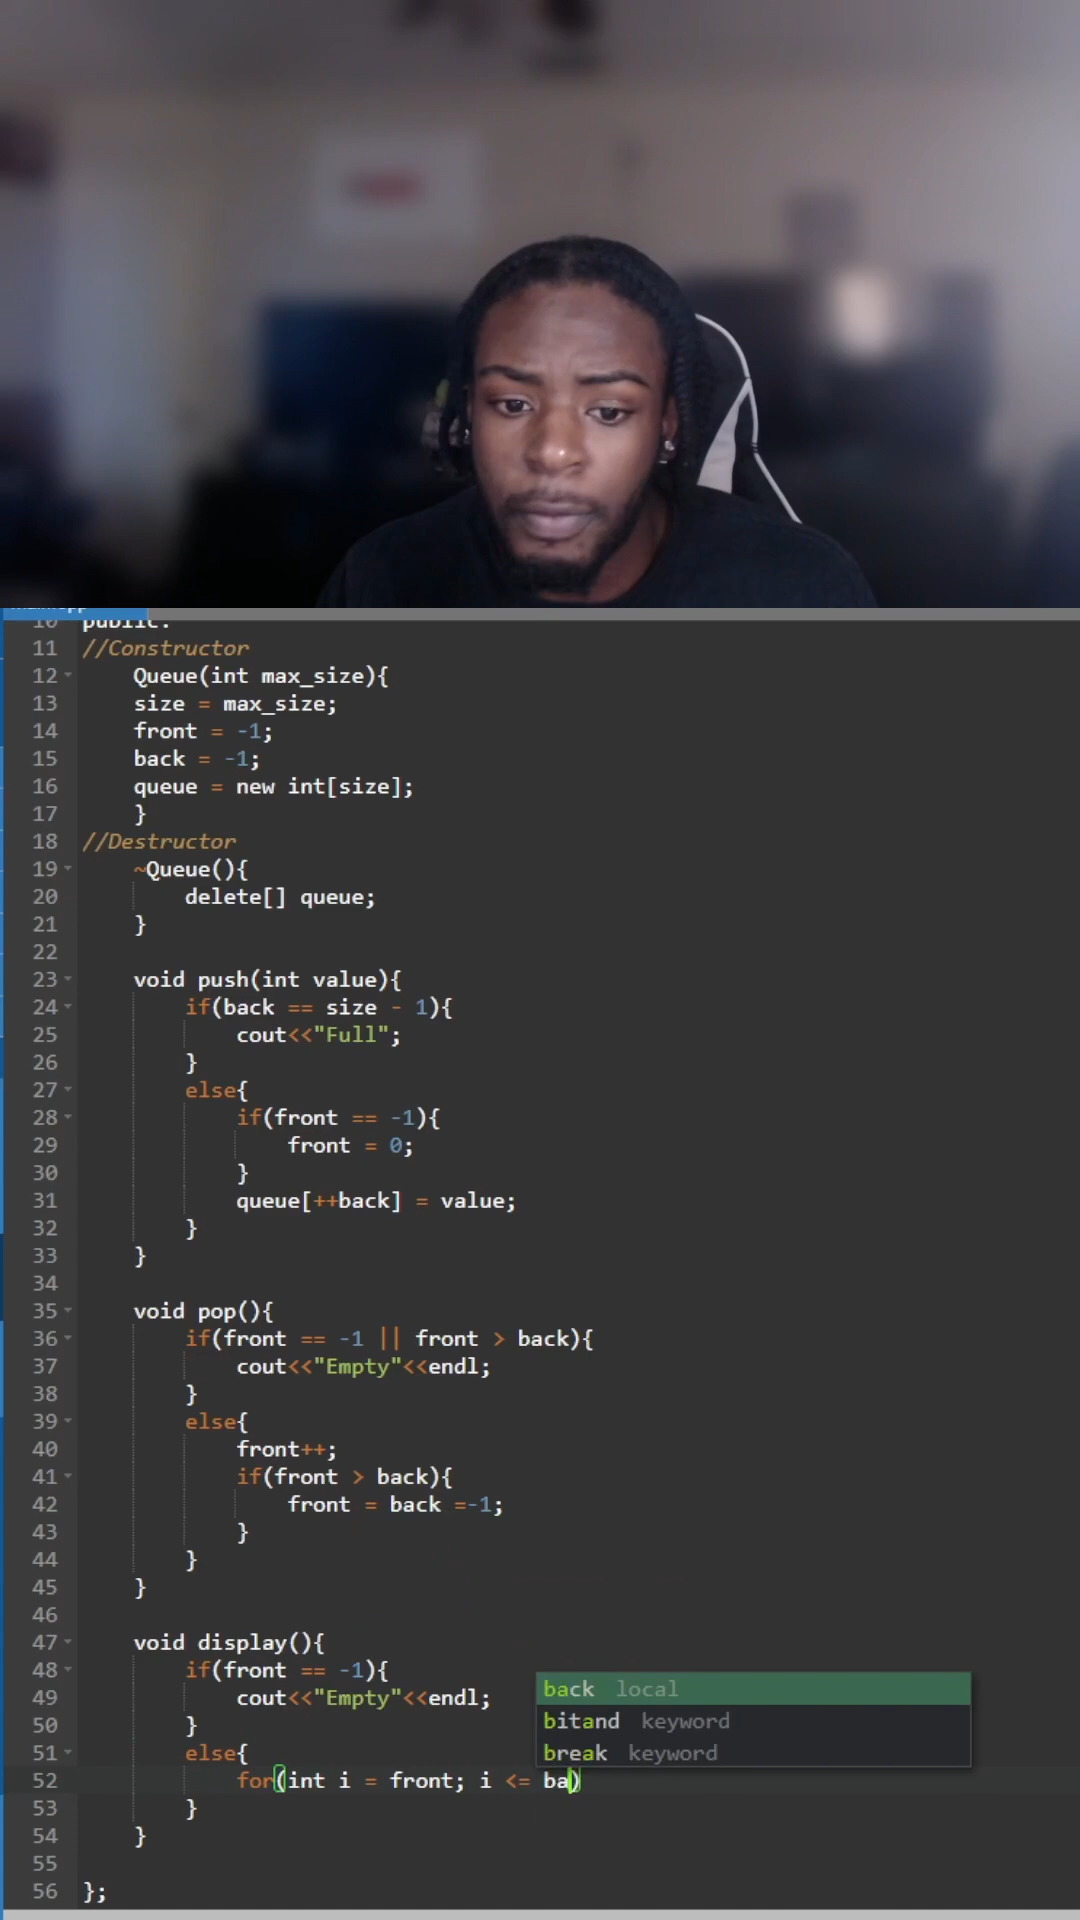 10 public:
11 //Constructor
12 Queue(int max_size){
13 size = max_size;
14 front = -1;
15 back = -1;
16 queue = new int[size];
17 }
18 //Destructor
19 ~Queue(){
20 delete[] queue;
21 }
22
23 void push(int value){
24 if(back == size - 1){
25 cout<<"Full";
26 }
27 else{
28 if(front == -1){
29 front = 0;
30 }
31 queue[++back] = value;
32 }
33 }
34
35 void pop(){
36 if(front == -1 || front > back){
37 cout<<"Empty"<<endl;
38 }
39 else{
40 front++;
41 if(front > back){
42 front = back =-1;
43 }
44 }
45 }
46
47 void display(){
48 if(front == -1){
back local
49 cout<<"Empty"<<endl;
bitand keyword
50 }
51 else{
break keyword
52 for(int i = front; i <= ba)
53 }
54 }
55
56 };